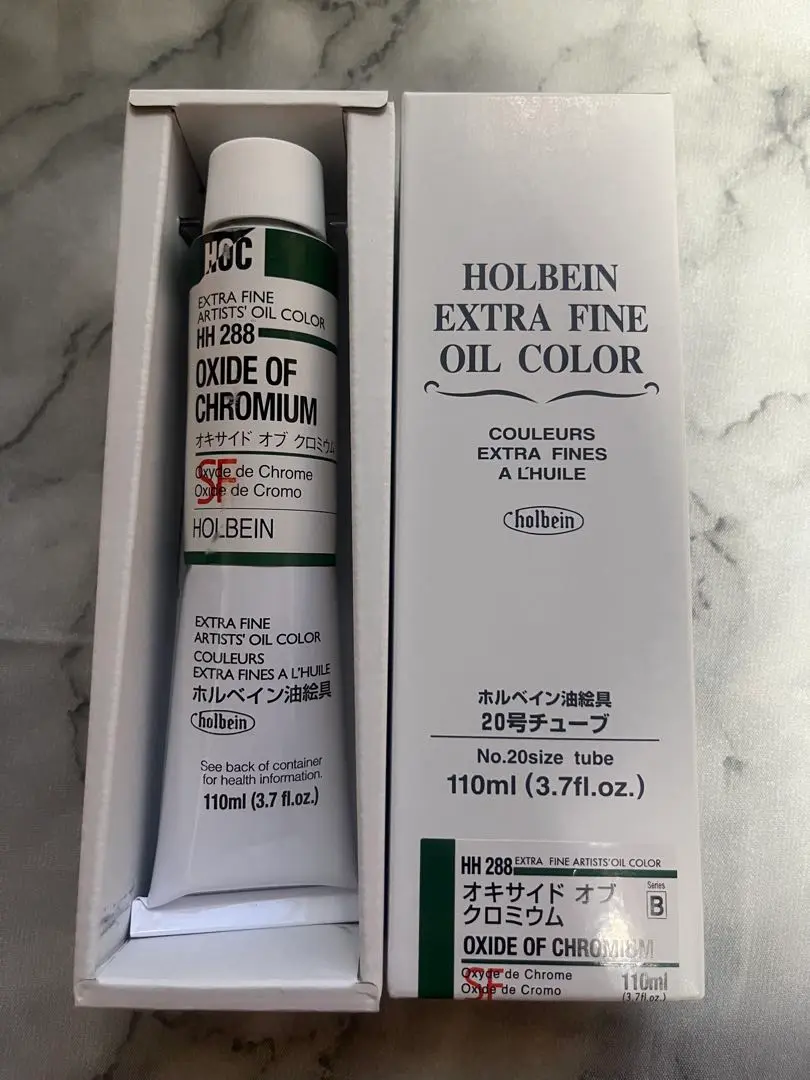 HOC
EXTRA FINE
ARTISTS' OIL COLOR
HH 288
OXIDE OF
CHROMIUM
オキサイド オブ クロミウム
Oxyde de Chrome
Oxide de Cromo
SF
HOLBEIN
EXTRA FINE
ARTISTS' OIL COLOR
COULEURS
EXTRA FINES A L'HUILE
ホルベイン油絵具
holbein
See back of container
for health information.
110ml (3.7 fl.oz.)
HOLBEIN
EXTRA FINE
OIL COLOR
COULEURS
EXTRA FINES
A L'HUILE
holbein
ホルベイン油絵具
20号チューブ
No.20size tube
110ml (3.7fl.oz.)
HH 288 EXTRA FINE ARTISTS' OIL COLOR
オキサイド オブ
クロミウム
Series
B
OXIDE OF CHROMIUM
Oxyde de Chrome
Oxide de Cromo
SF
110ml
(3.7fl.oz.)